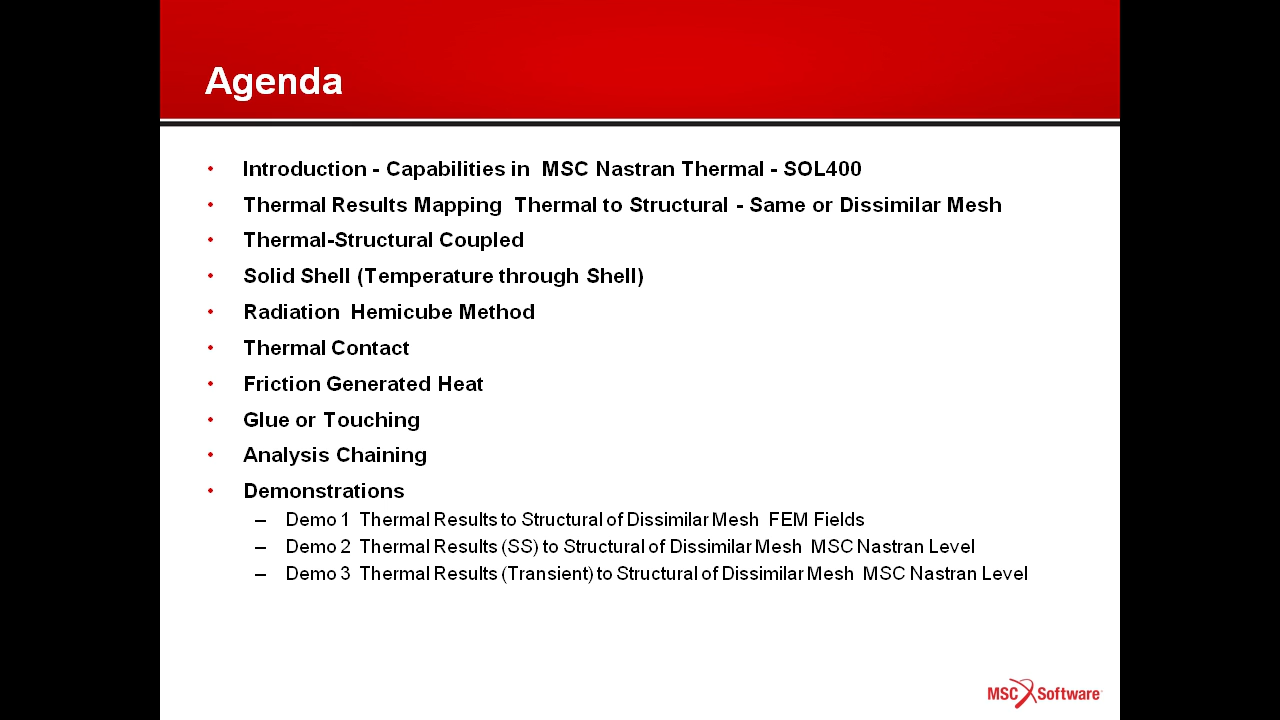 Agenda
• Introduction - Capabilities in MSC Nastran Thermal - SOL400
• Thermal Results Mapping Thermal to Structural - Same or Dissimilar Mesh
• Thermal-Structural Coupled
• Solid Shell (Temperature through Shell)
• Radiation Hemicube Method
• Thermal Contact
• Friction Generated Heat
• Glue or Touching
• Analysis Chaining
• Demonstrations
– Demo 1 Thermal Results to Structural of Dissimilar Mesh FEM Fields
– Demo 2 Thermal Results (SS) to Structural of Dissimilar Mesh MSC Nastran Level
– Demo 3 Thermal Results (Transient) to Structural of Dissimilar Mesh MSC Nastran Level
MSC Software